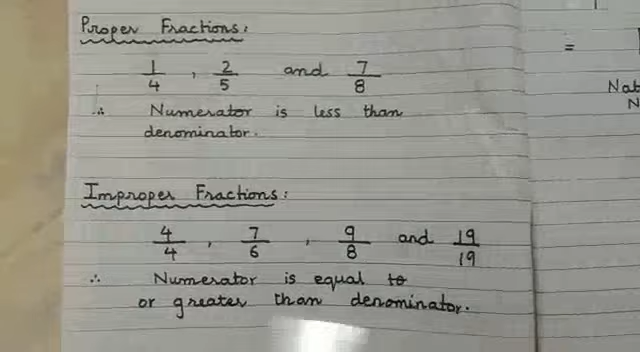 Proper Fractions:
1/4 , 2/5 and 7/8
∴ Numerator is less than
denominator.
Improper Fractions:
4/4 , 7/6 , 9/8 and 19/19
∴ Numerator is equal to
or greater than denominator.
=